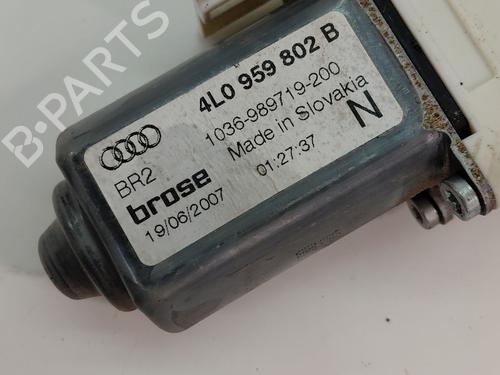 B-PARTS
4L0 959 802 B
1036-989719-200
Made in Slovakia
BR2
N
brose
01:27:37
19/06/2007